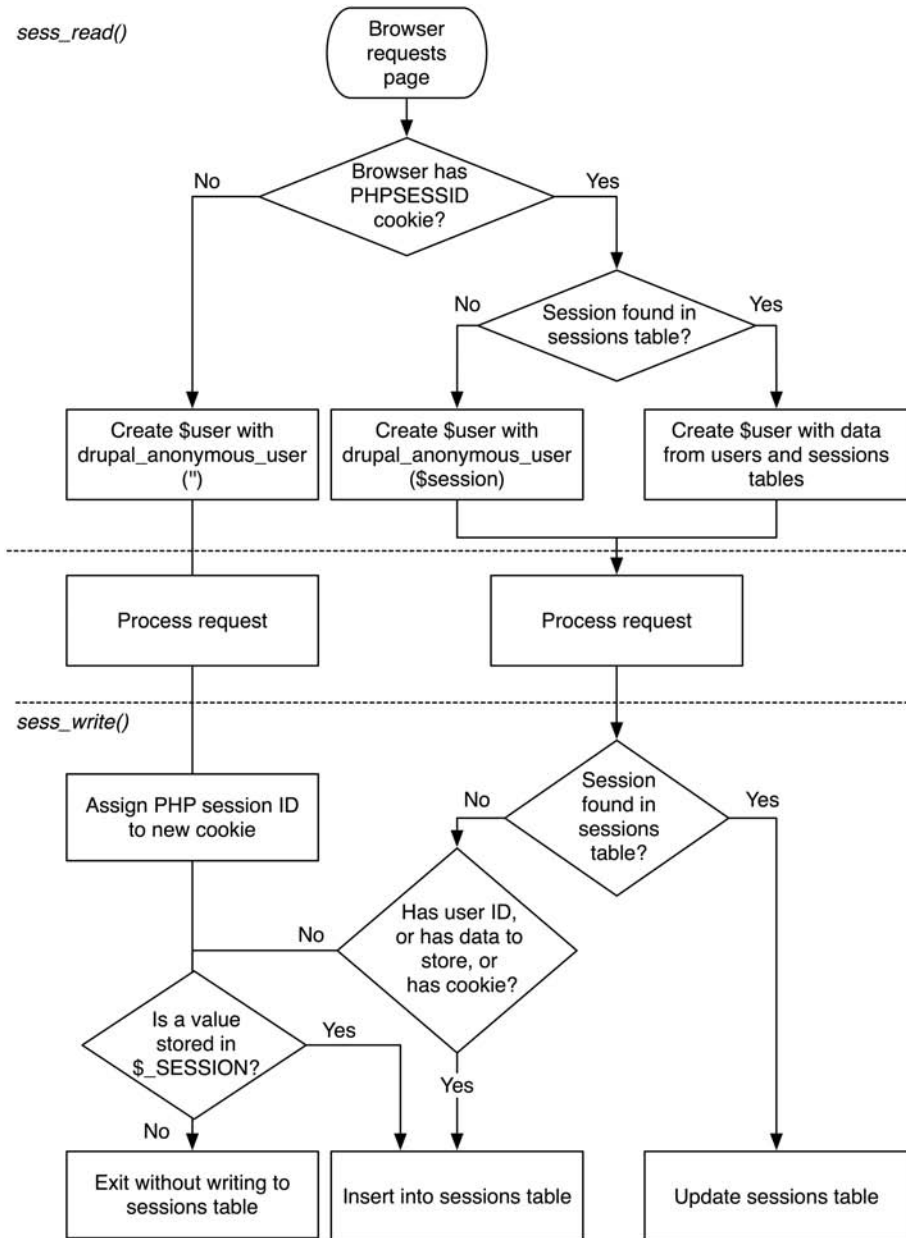 sess_read()
Browser
requests
page
Browser has
PHPSESSID
cookie?
No
Yes
Session found in
sessions table?
No
Yes
Create $user with
drupal_anonymous_user
('')
Create $user with
drupal_anonymous_user
($session)
Create $user with data
from users and sessions
tables
Process request
Process request
sess_write()
Assign PHP session ID
to new cookie
Session
found in
sessions
table?
No
Yes
Has user ID,
or has data to
store, or
has cookie?
No
Yes
Is a value
stored in
$_SESSION?
Yes
No
Exit without writing to
sessions table
Insert into sessions table
Update sessions table